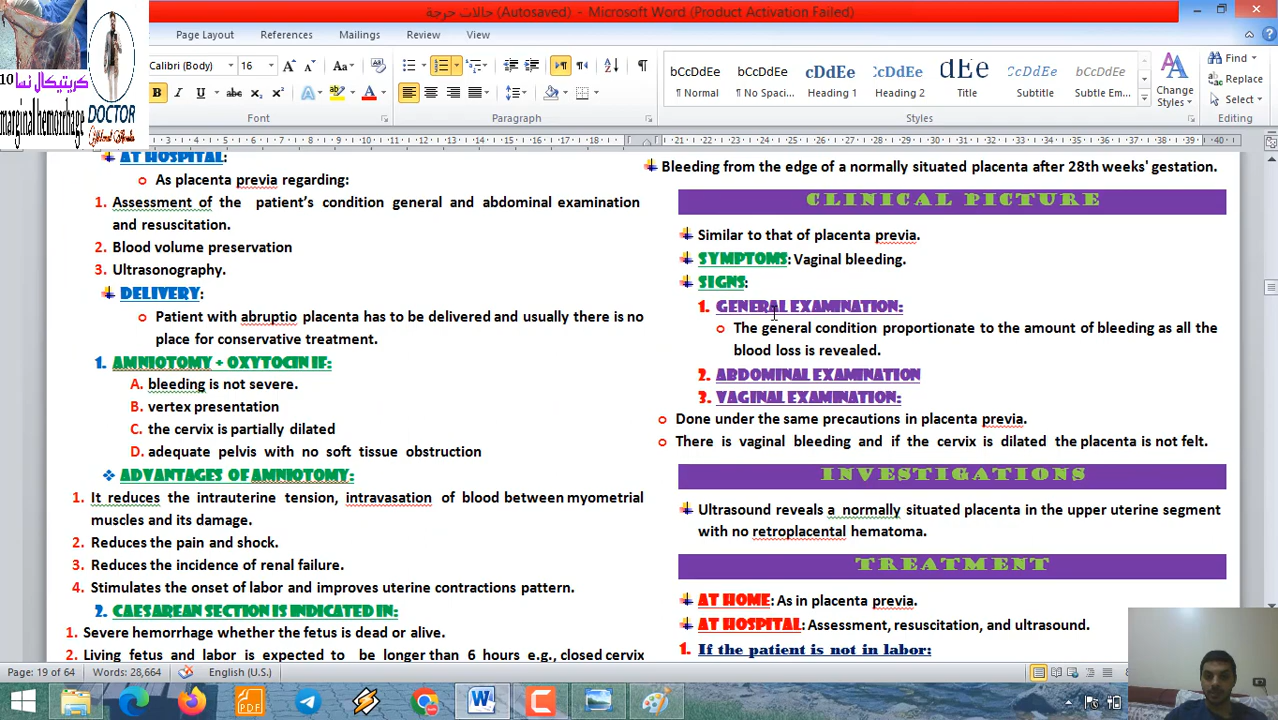 حالات حرجة (Autosaved) - Microsoft Word (Product Activation Failed)
Page Layout References Mailings Review View
Calibri (Body) 16
Find
Replace
Select
bCcDdEe bCcDdEe cDdEe bCcDdEe dEe CcDdEe bCcDdEe
¶ Normal ¶ No Spaci... Heading 1 Heading 2 Title Subtitle Subtle Em...
Change Styles
Font Paragraph Styles Editing
10 كريتيكال نسا
marginal hemorrhage
DOCTOR
AT HOSPITAL:
As placenta previa regarding:
1. Assessment of the patient's condition general and abdominal examination
and resuscitation.
2. Blood volume preservation
3. Ultrasonography.
DELIVERY:
Patient with abruptio placenta has to be delivered and usually there is no
place for conservative treatment.
1. AMNIOTOMY + OXYTOCIN IF:
A. bleeding is not severe.
B. vertex presentation
C. the cervix is partially dilated
D. adequate pelvis with no soft tissue obstruction
ADVANTAGES OF AMNIOTOMY:
1. It reduces the intrauterine tension, intravasation of blood between myometrial
muscles and its damage.
2. Reduces the pain and shock.
3. Reduces the incidence of renal failure.
4. Stimulates the onset of labor and improves uterine contractions pattern.
2. CAESAREAN SECTION IS INDICATED IN:
1. Severe hemorrhage whether the fetus is dead or alive.
2. Living fetus and labor is expected to be longer than 6 hours e.g., closed cervix
Bleeding from the edge of a normally situated placenta after 28th weeks' gestation.
CLINICAL PICTURE
Similar to that of placenta previa.
SYMPTOMS: Vaginal bleeding.
SIGNS:
1. GENERAL EXAMINATION:
The general condition proportionate to the amount of bleeding as all the
blood loss is revealed.
2. ABDOMINAL EXAMINATION
3. VAGINAL EXAMINATION:
Done under the same precautions in placenta previa.
There is vaginal bleeding and if the cervix is dilated the placenta is not felt.
INVESTIGATIONS
Ultrasound reveals a normally situated placenta in the upper uterine segment
with no retroplacental hematoma.
TREATMENT
AT HOME: As in placenta previa.
AT HOSPITAL: Assessment, resuscitation, and ultrasound.
1. If the patient is not in labor:
Page: 19 of 64 Words: 28,664 English (U.S.)